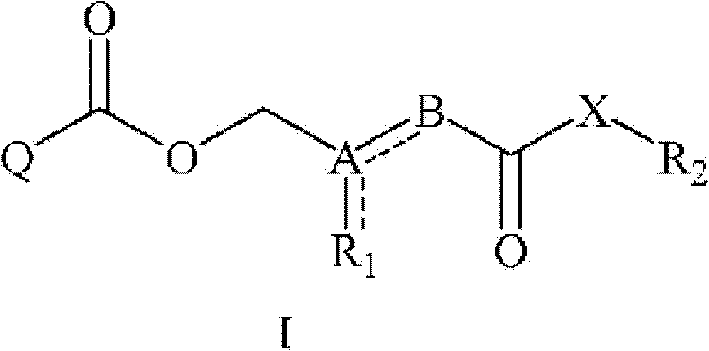 O
B X
Q O A R2
R1 O
I